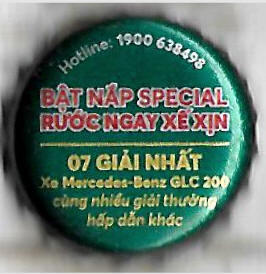 Hotline: 1900 638498
BẬT NẮP SPECIAL
RƯỚC NGAY XẾ XỊN
07 GIẢI NHẤT
Xe Mercedes-Benz GLC 200
cùng nhiều giải thưởng
hấp dẫn khác